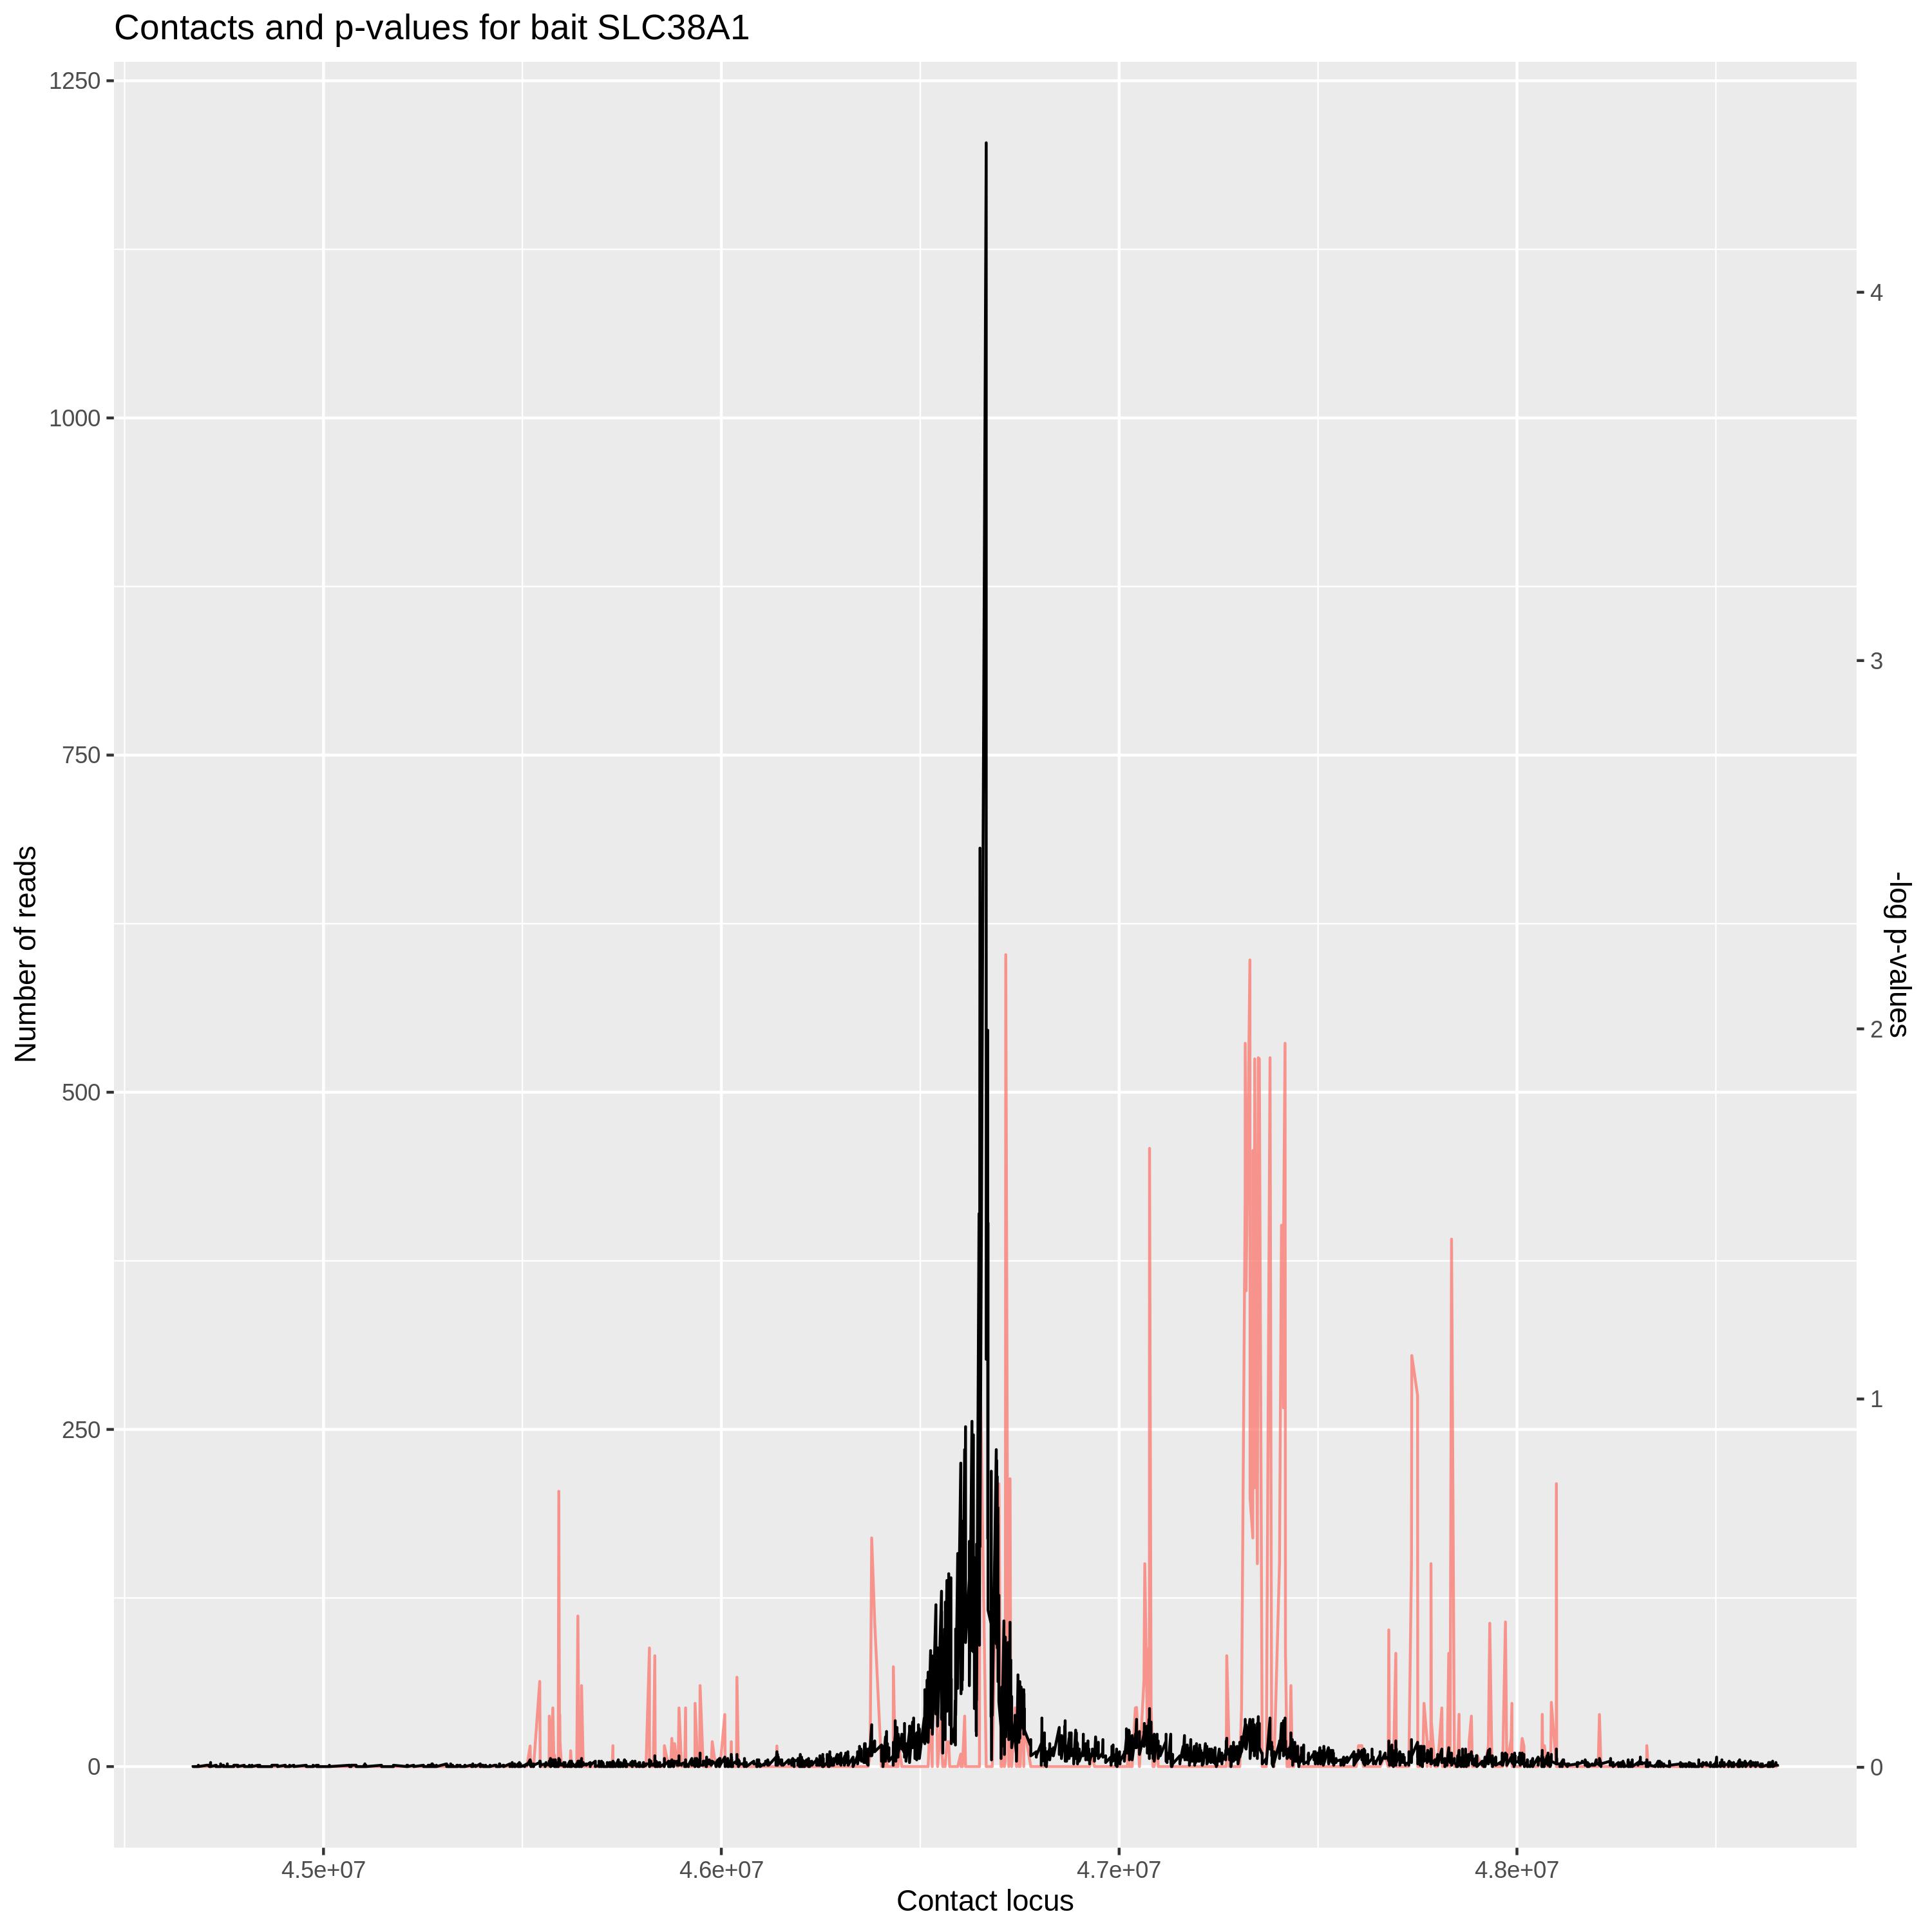 Contacts and p-values for bait SLC38A1
1250
1000
750
500
250
0
Number of reads
4
3
2
1
0
-log p-values
4.5e+07 4.6e+07 4.7e+07 4.8e+07
Contact locus